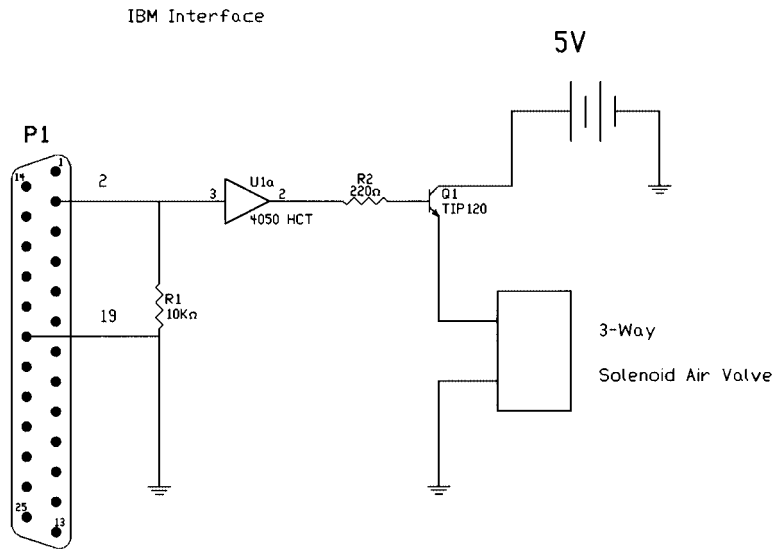 IBM Interface
5V
P1
1
14
2
3
U1a
2
4050 HCT
R2
220Ω
Q1
TIP120
R1
10KΩ
19
3-Way
Solenoid Air Valve
25
13